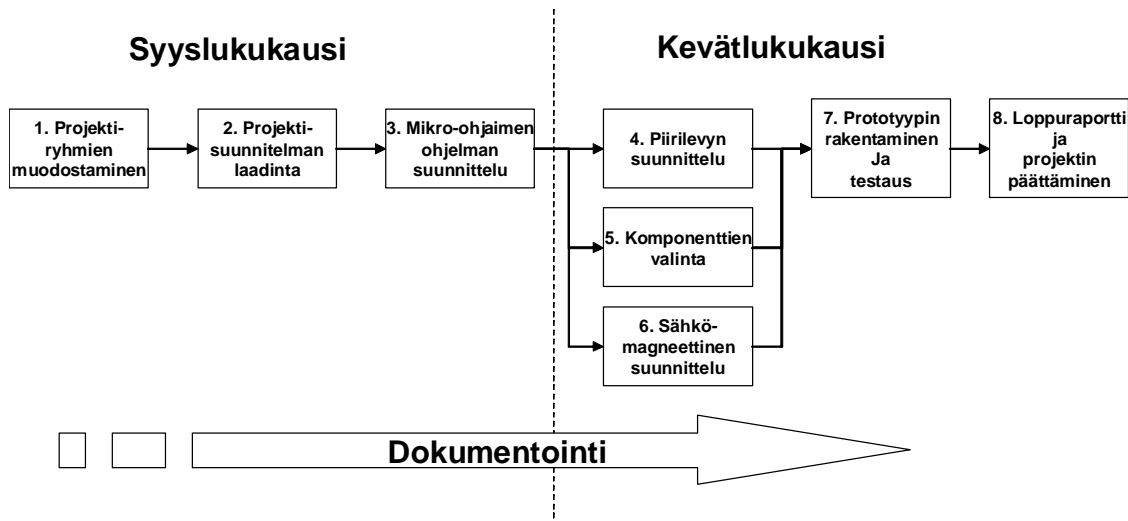 Syyslukukausi
Kevätlukukausi
1. Projekti-
ryhmien
muodostaminen
2. Projekti-
suunnitelman
laadinta
3. Mikro-ohjaimen
ohjelman
suunnittelu
4. Piirilevyn
suunnittelu
5. Komponenttien
valinta
6. Sähkö-
magneettinen
suunnittelu
7. Prototyypin
rakentaminen
Ja
testaus
8. Loppuraportti
ja
projektin
päättäminen
Dokumentointi